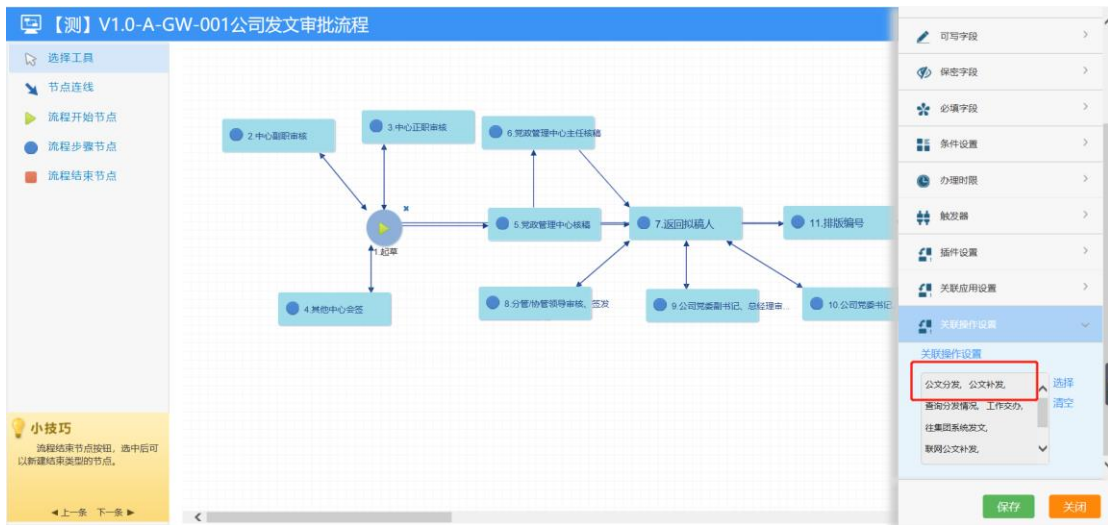 【测】V1.0-A-GW-001公司发文审批流程
选择工具
节点连线
流程开始节点
流程步骤节点
流程结束节点
2.中心副职审核
3.中心正职审核
6.党政管理中心主任核稿
1.起草
5.党政管理中心核稿
7.返回拟稿人
11.排版编号
4.其他中心会签
8.分管/协管领导审核、签发
9.公司党委副书记、总经理审...
10.公司党委书记
小技巧
流程结束节点按钮，选中后可
以新建结束类型的节点。
◄上一条 下一条►
可写字段
保密字段
必填字段
条件设置
办理时限
触发器
插件设置
关联应用设置
关联操作设置
关联操作设置
公文分发, 公文补发,
查询分发情况, 工作交办,
往集团系统发文,
联网公文补发,
选择
清空
保存
关闭